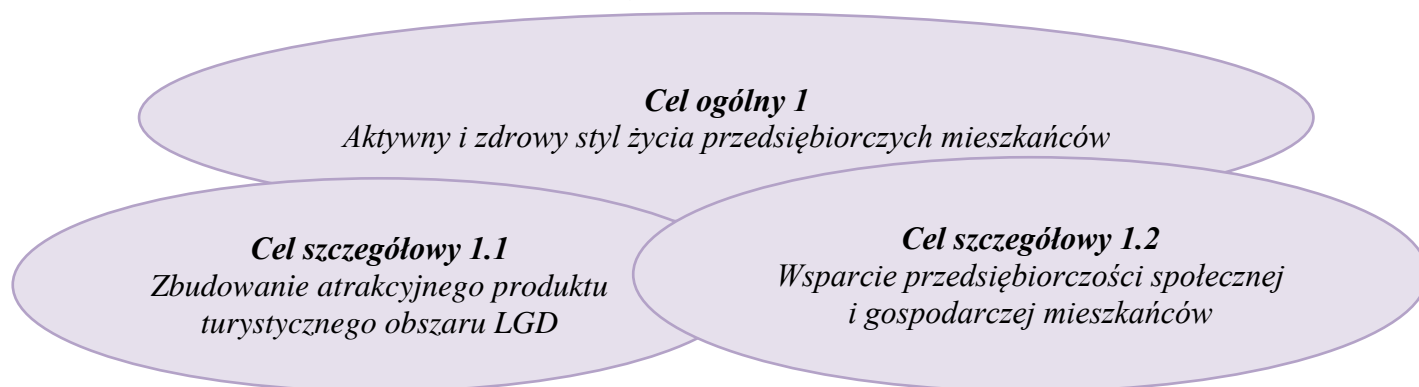 Cel ogólny 1
Aktywny i zdrowy styl życia przedsiębiorczych mieszkańców
Cel szczegółowy 1.1
Zbudowanie atrakcyjnego produktu
turystycznego obszaru LGD
Cel szczegółowy 1.2
Wsparcie przedsiębiorczości społecznej
i gospodarczej mieszkańców